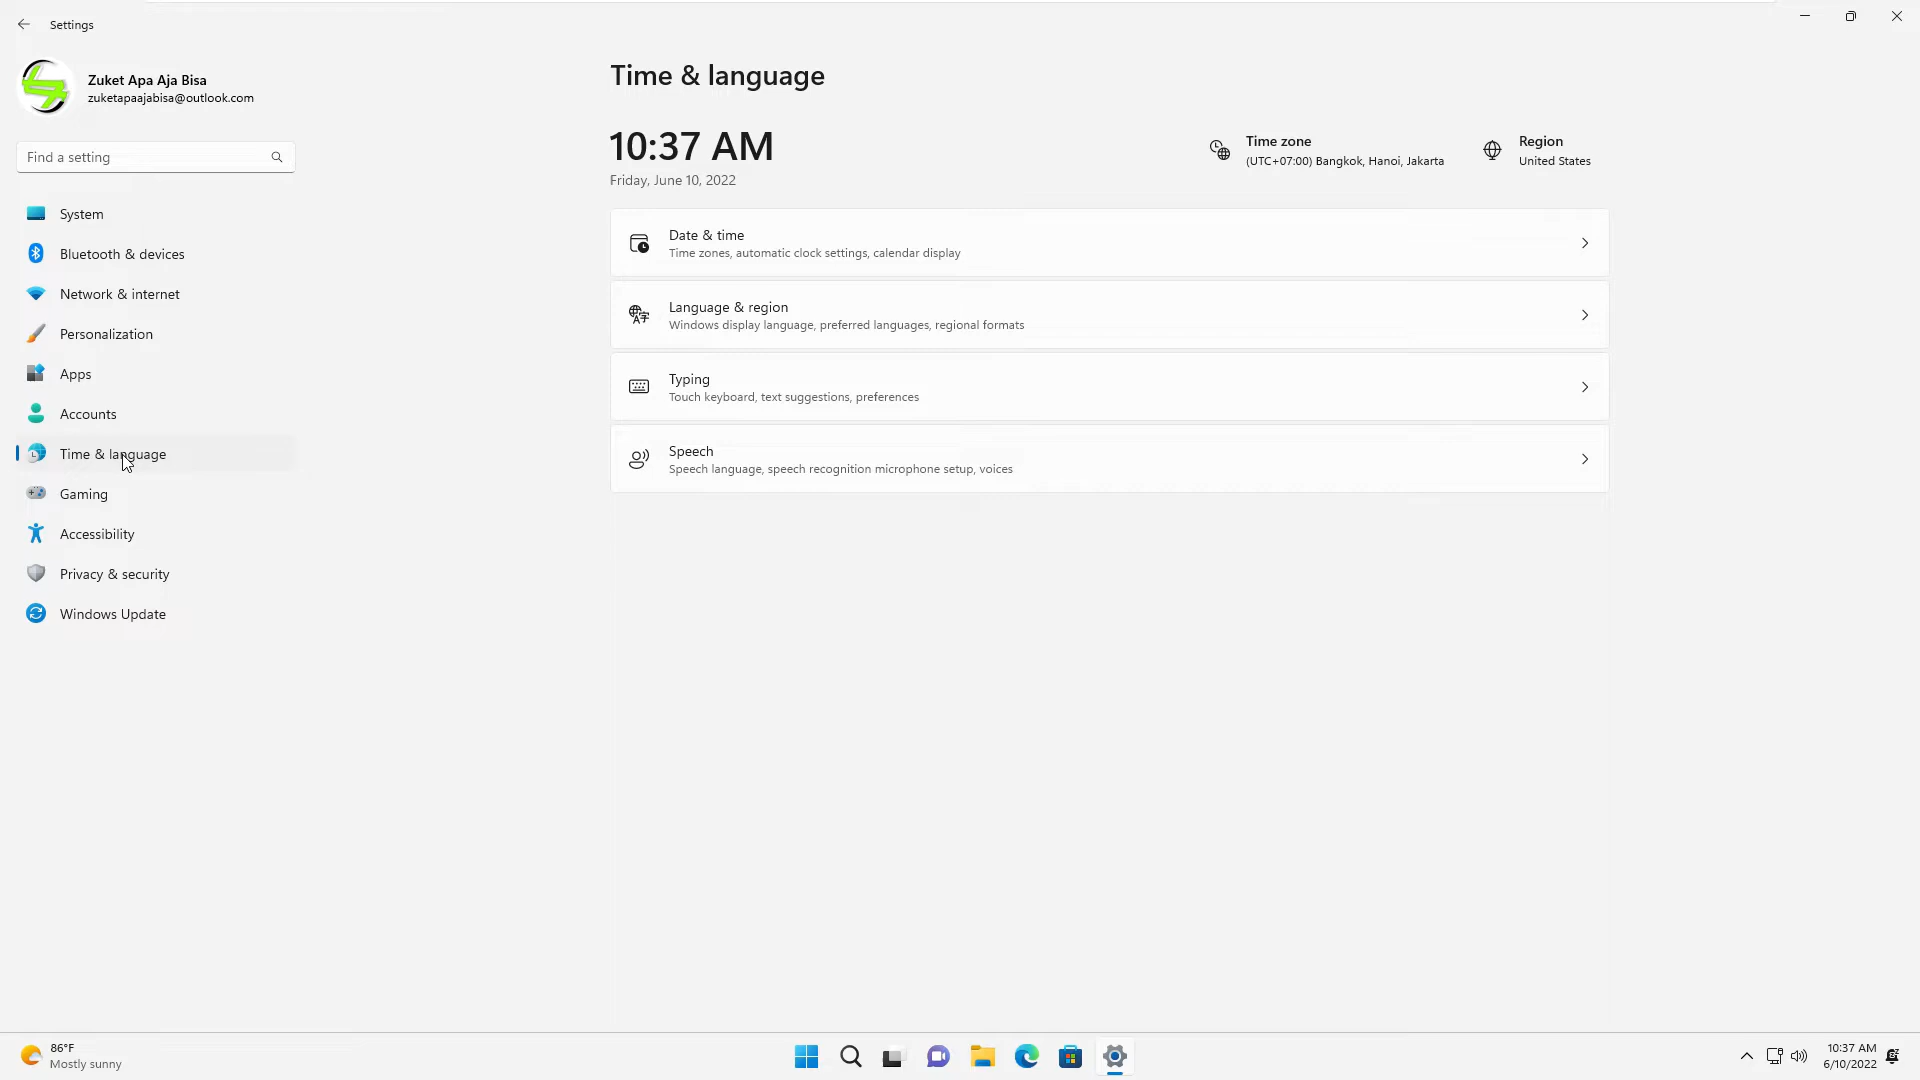 Settings
Zuket Apa Aja Bisa
zuketapaajabisa@outlook.com
Find a setting
System
Bluetooth & devices
Network & internet
Personalization
Apps
Accounts
Time & language
Gaming
Accessibility
Privacy & security
Windows Update
Time & language
10:37 AM
Friday, June 10, 2022
Time zone
(UTC+07:00) Bangkok, Hanoi, Jakarta
Region
United States
Date & time
Time zones, automatic clock settings, calendar display
Language & region
Windows display language, preferred languages, regional formats
Typing
Touch keyboard, text suggestions, preferences
Speech
Speech language, speech recognition microphone setup, voices
86°F
Mostly sunny
10:37 AM
6/10/2022